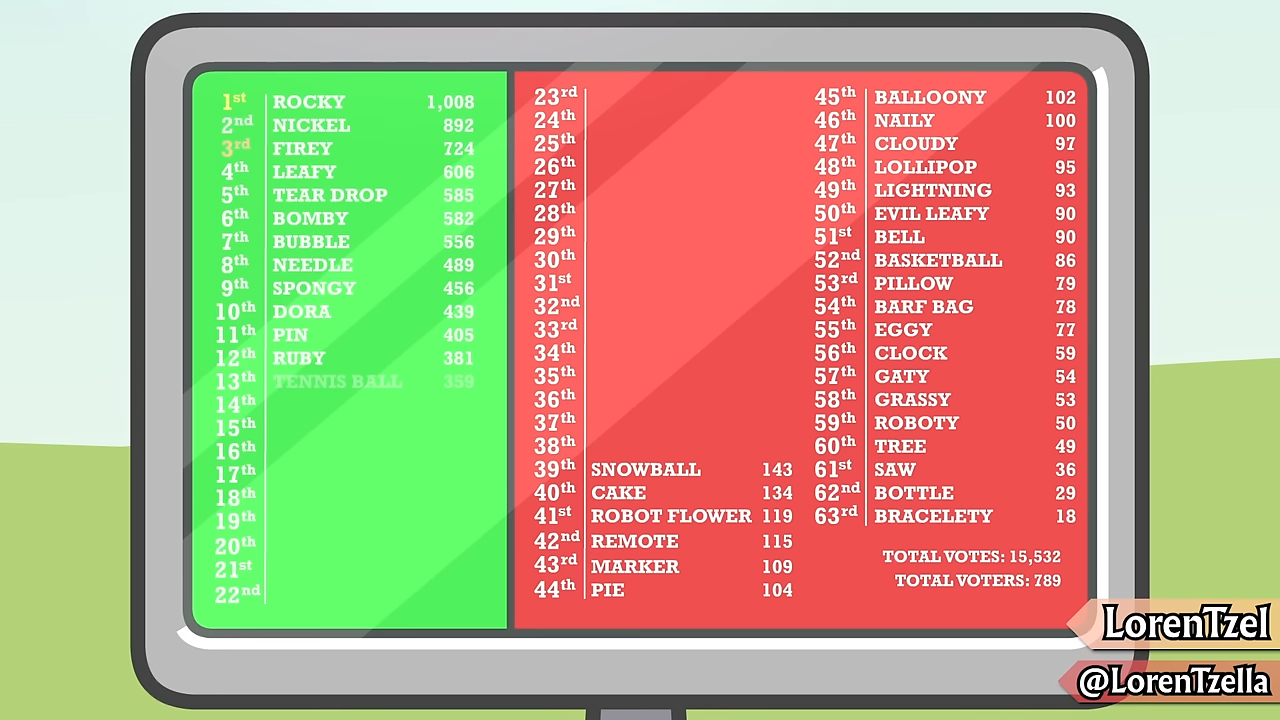 1st ROCKY 1,008
2nd NICKEL 892
3rd FIREY 724
4th LEAFY 606
5th TEAR DROP 585
6th BOMBY 582
7th BUBBLE 556
8th NEEDLE 489
9th SPONGY 456
10th DORA 439
11th PIN 405
12th RUBY 381
13th TENNIS BALL 359
14th
15th
16th
17th
18th
19th
20th
21st
22nd
23rd
24th
25th
26th
27th
28th
29th
30th
31st
32nd
33rd
34th
35th
36th
37th
38th
39th SNOWBALL 143
40th CAKE 134
41st ROBOT FLOWER 119
42nd REMOTE 115
43rd MARKER 109
44th PIE 104
45th BALLOONY 102
46th NAILY 100
47th CLOUDY 97
48th LOLLIPOP 95
49th LIGHTNING 93
50th EVIL LEAFY 90
51st BELL 90
52nd BASKETBALL 86
53rd PILLOW 79
54th BARF BAG 78
55th EGGY 77
56th CLOCK 59
57th GATY 54
58th GRASSY 53
59th ROBOTY 50
60th TREE 49
61st SAW 36
62nd BOTTLE 29
63rd BRACELETY 18
TOTAL VOTES: 15,532
TOTAL VOTERS: 789
LorenTzel
@LorenTzella